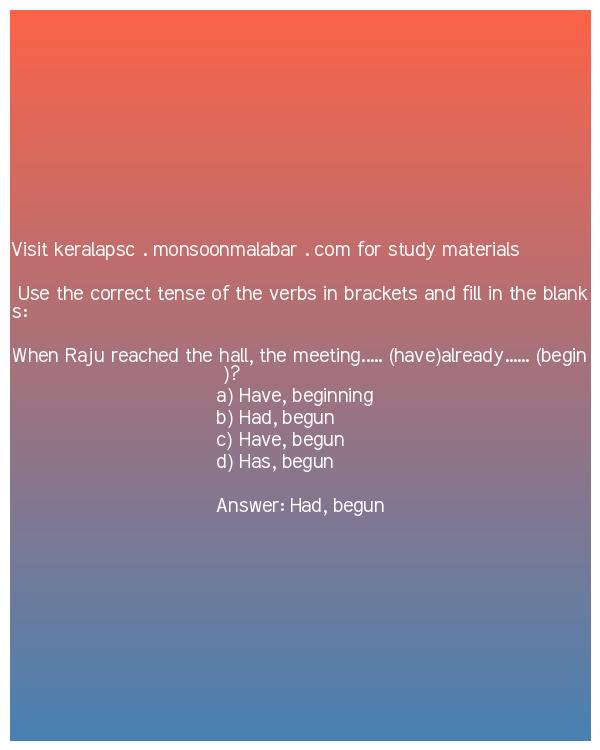 Visit keralapsc . monsoonmalabar . com for study materials
Use the correct tense of the verbs in brackets and fill in the blank
s:
When Raju reached the hall, the meeting..... (have)already...... (begin
)?
a) Have, beginning
b) Had, begun
c) Have, begun
d) Has, begun
Answer: Had, begun